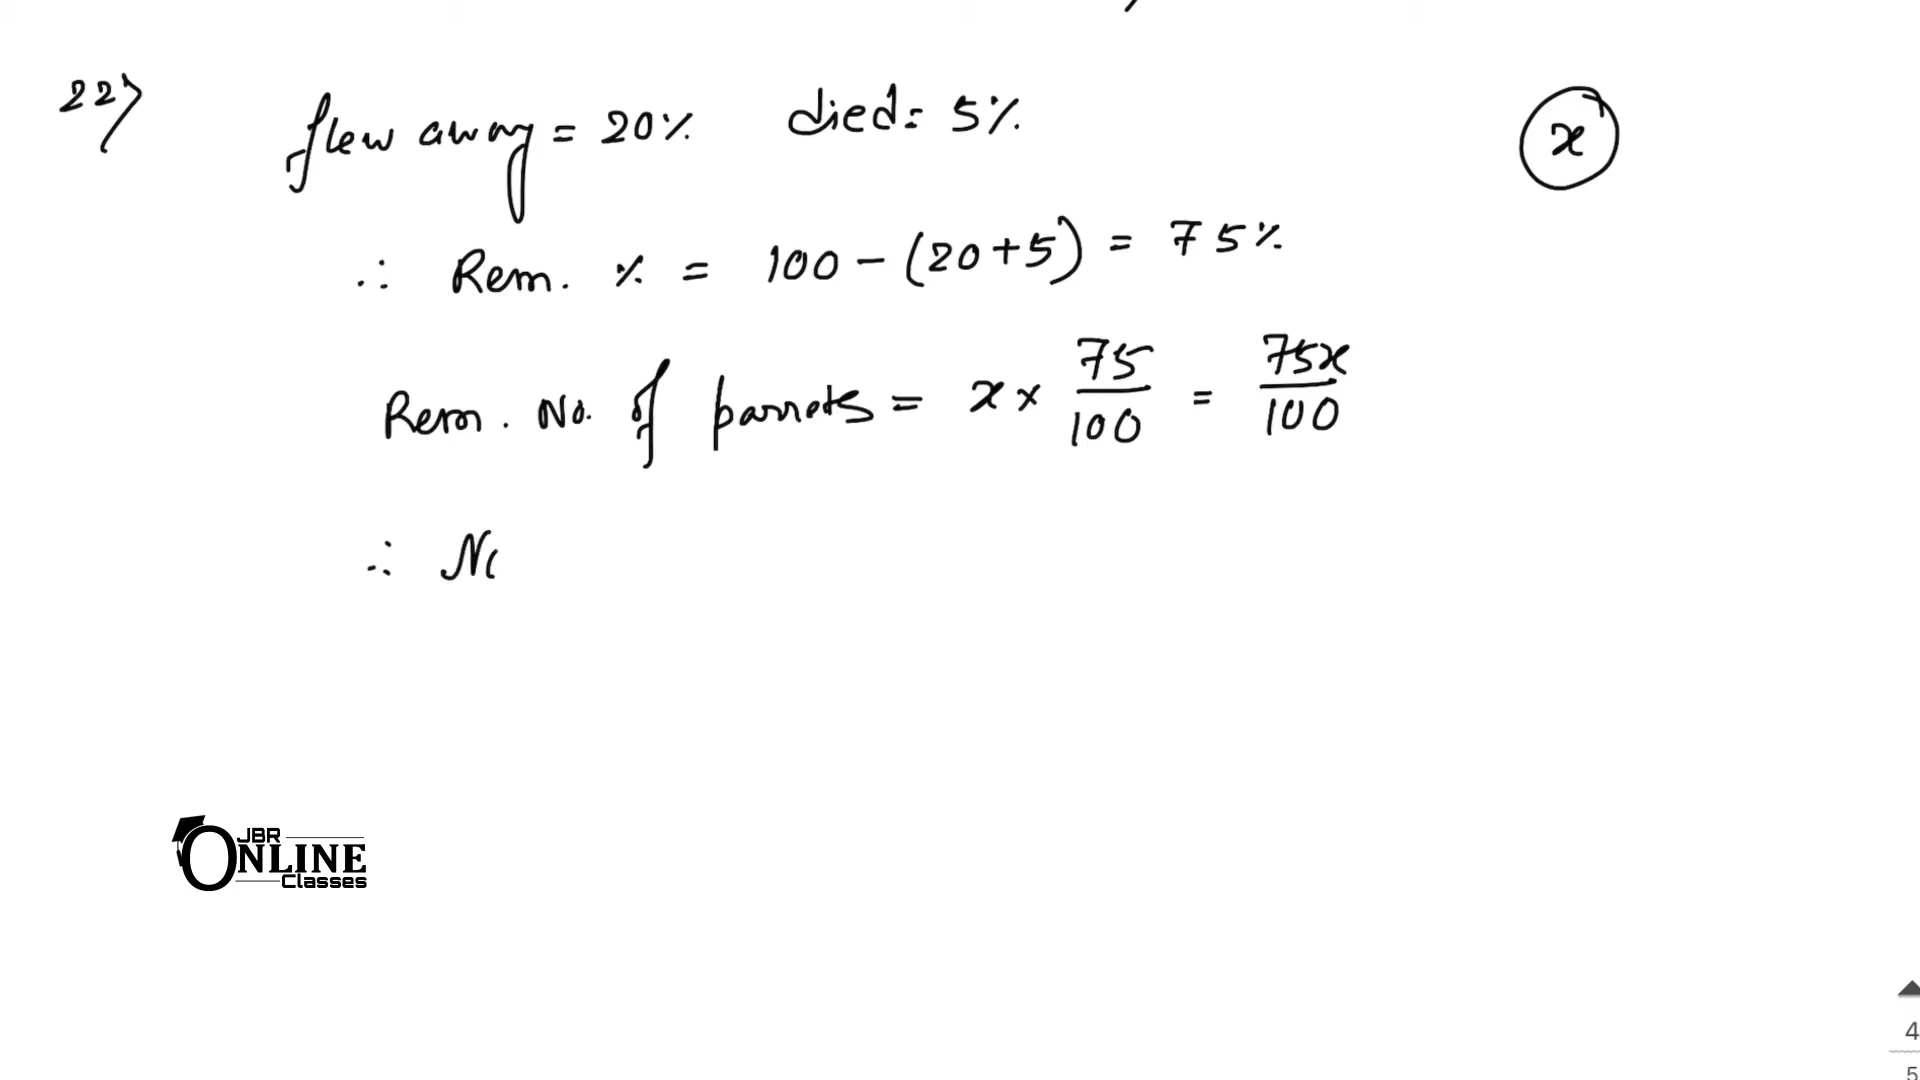 22)
flew away = 20% died = 5%
x
∴ Rem. % = 100 - (20+5) = 75%
Rem. No. of parrots = x × 75/100 = 75x/100
∴ No
JBR
ONLINE
Classes
4
5